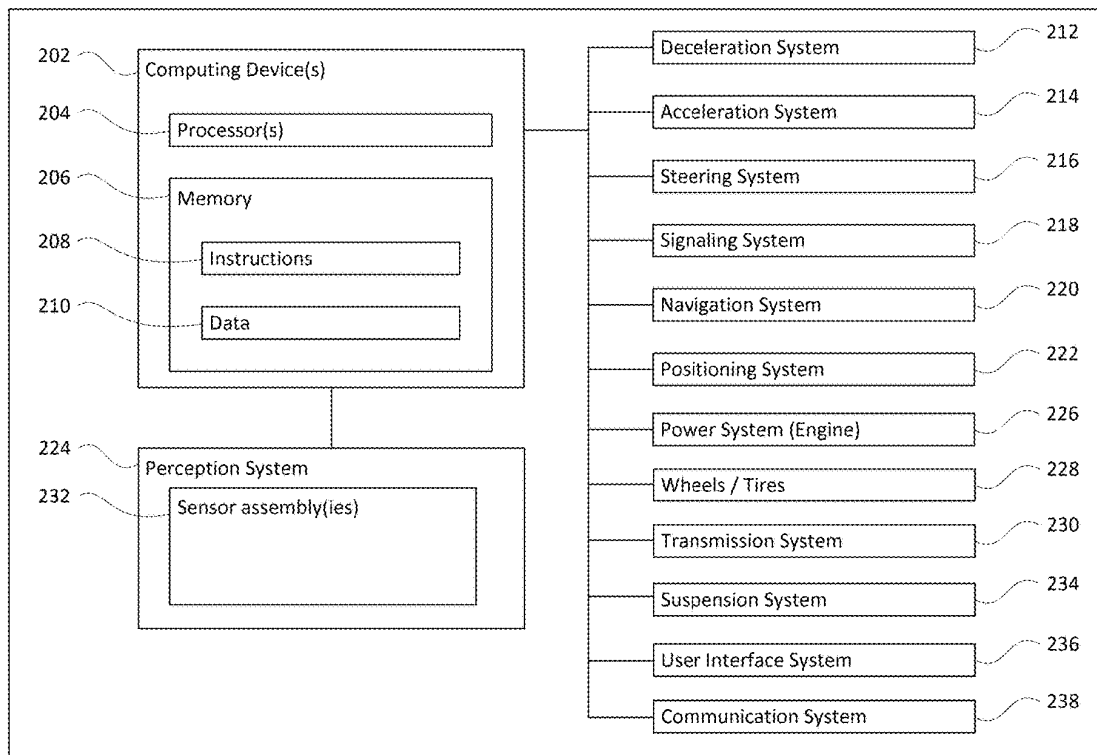 202
Computing Device(s)
204
Processor(s)
206
Memory
208
Instructions
210
Data
224
Perception System
232
Sensor assembly(ies)
Deceleration System
212
Acceleration System
214
Steering System
216
Signaling System
218
Navigation System
220
Positioning System
222
Power System (Engine)
226
Wheels / Tires
228
Transmission System
230
Suspension System
234
User Interface System
236
Communication System
238